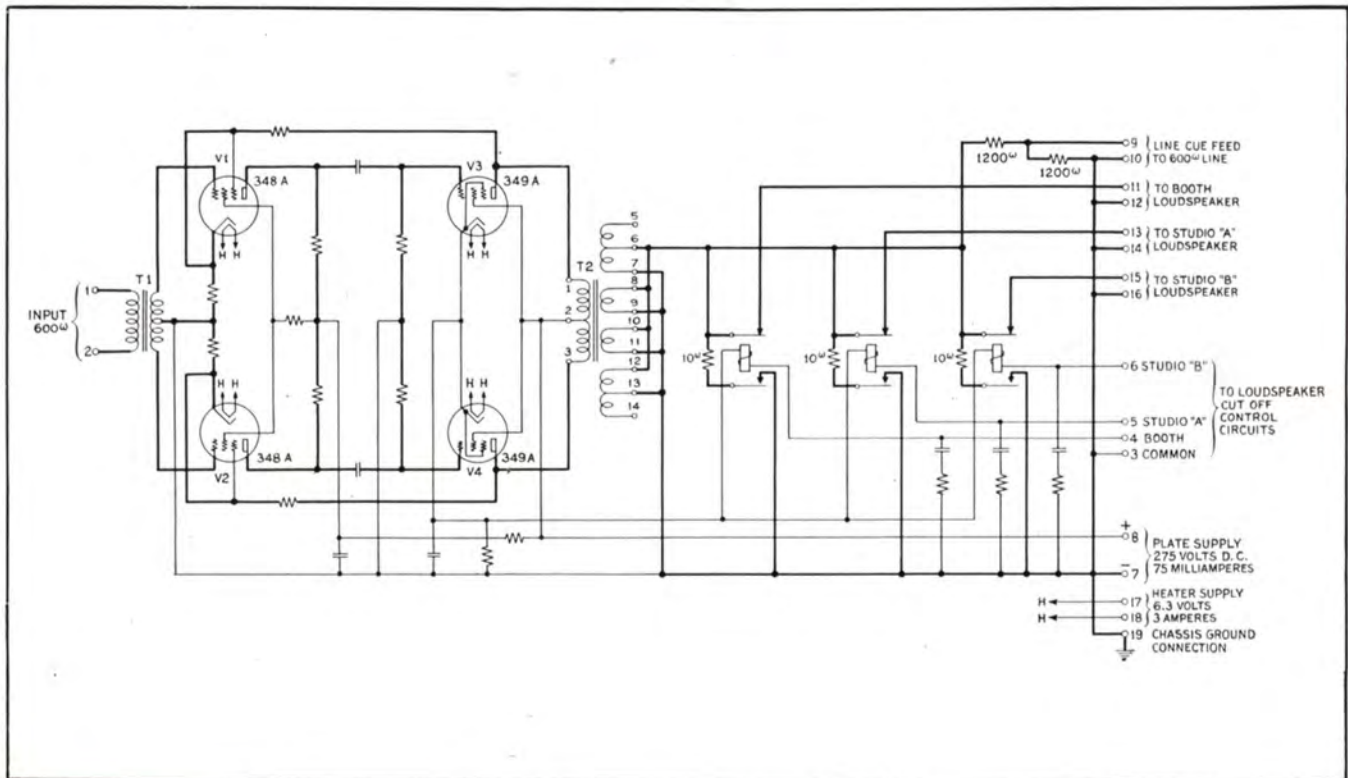 V1
348A
H H
V3
349A
H H
T1
INPUT
600ω
1
2
H H
348A
V2
H H
349A
V4
T2
1
2
3
5
6
7
8
9
10
11
12
13
14
10ω
10ω
10ω
1200ω
1200ω
9 LINE CUE FEED
10 TO 600ω LINE
11 TO BOOTH
12 LOUDSPEAKER
13 TO STUDIO "A"
14 LOUDSPEAKER
15 TO STUDIO "B"
16 LOUDSPEAKER
6 STUDIO "B"
5 STUDIO "A"
4 BOOTH
3 COMMON
TO LOUDSPEAKER
CUT OFF
CONTROL
CIRCUITS
+
8
PLATE SUPPLY
275 VOLTS D.C.
75 MILLIAMPERES
–
7
H 17 HEATER SUPPLY
6.3 VOLTS
H 18 3 AMPERES
19 CHASSIS GROUND
CONNECTION